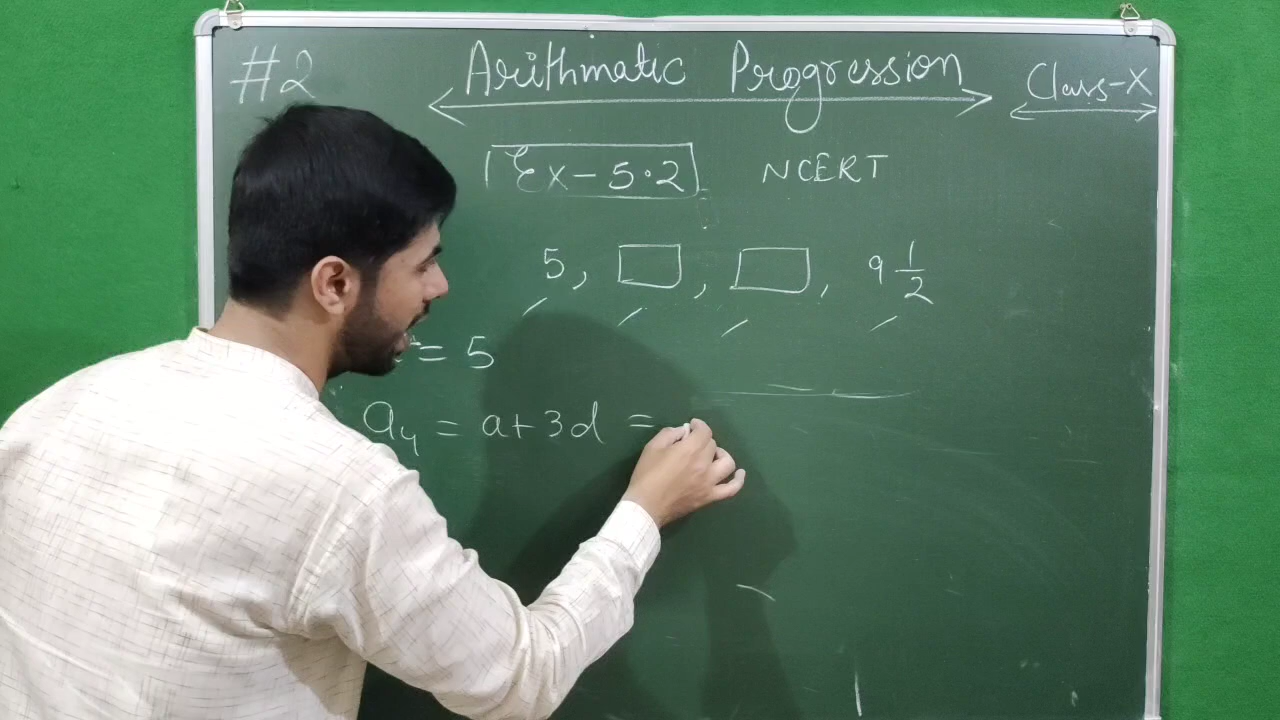 #2 Arithmatic Progression Class-X
Ex-5.2 NCERT
5, □, □, 9 1/2
= 5
a₄ = a+3d =